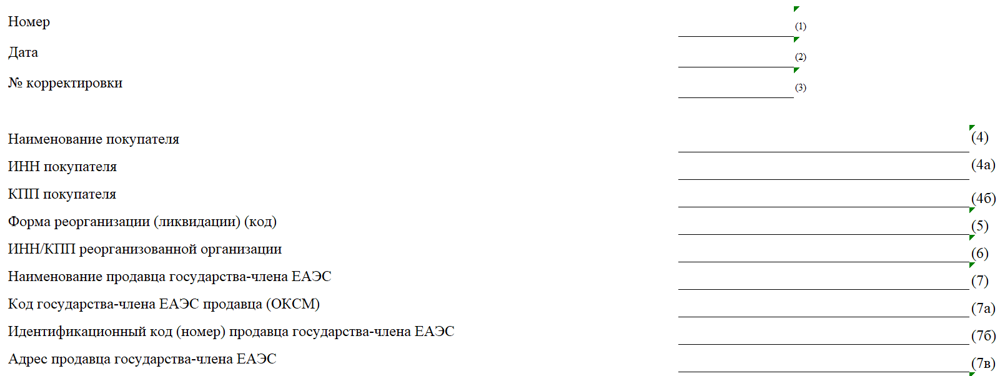 Номер (1)
Дата (2)
№ корректировки (3)
Наименование покупателя (4)
ИНН покупателя (4а)
КПП покупателя (4б)
Форма реорганизации (ликвидации) (код) (5)
ИНН/КПП реорганизованной организации (6)
Наименование продавца государства-члена ЕАЭС (7)
Код государства-члена ЕАЭС продавца (ОКСМ) (7а)
Идентификационный код (номер) продавца государства-члена ЕАЭС (7б)
Адрес продавца государства-члена ЕАЭС (7в)